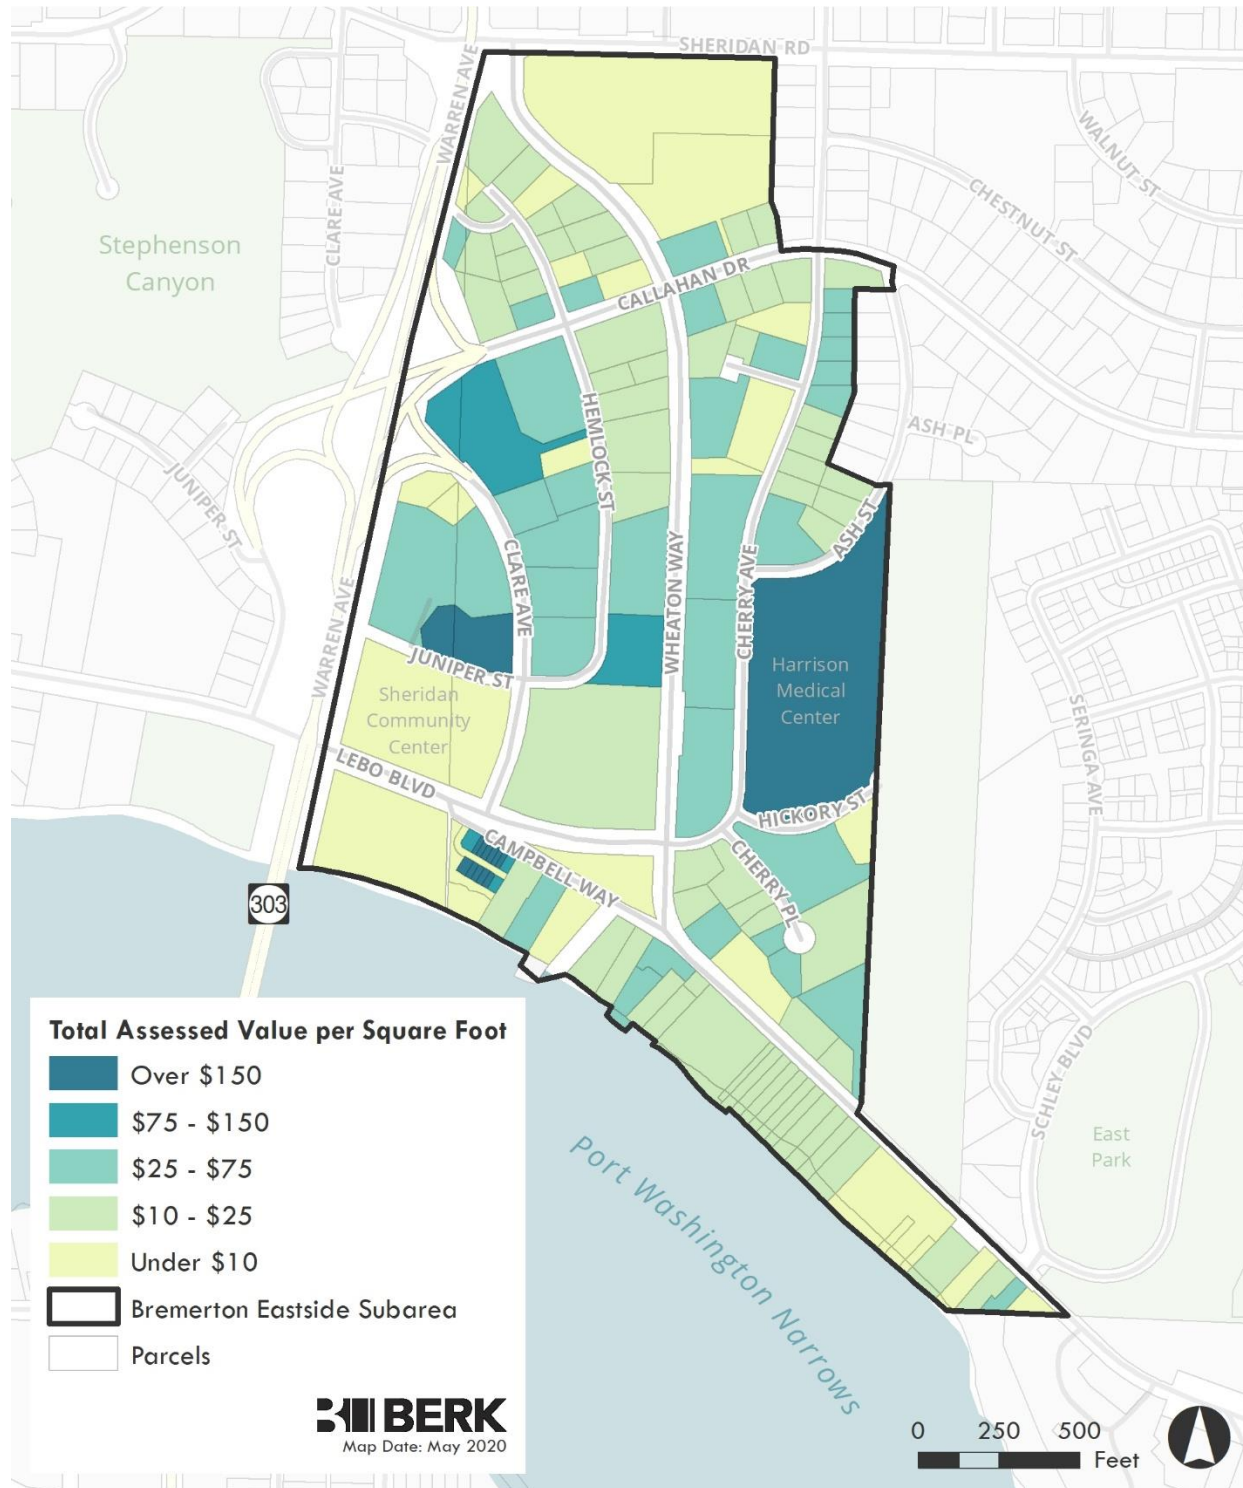 SHERIDAN RD
WARREN AVE
WALNUT ST
CLARE AVE
CHESTNUT ST
Stephenson
Canyon
CALLAHAN DR
HEMLOCK ST
ASH PL
JUNIPER ST
CLARE AVE
WHEATON WAY
CHERRY AVE
ASH ST
WARREN AVE
JUNIPER ST
Harrison
Medical
Center
Sheridan
Community
Center
SERINGA AVE
LEBO BLVD
HICKORY ST
CAMPBELL WAY
CHERRY PL
303
SCHLEY BLVD
East
Park
Port Washington Narrows
Total Assessed Value per Square Foot
Over $150
$75 - $150
$25 - $75
$10 - $25
Under $10
Bremerton Eastside Subarea
Parcels
BERK
Map Date: May 2020
0 250 500
Feet